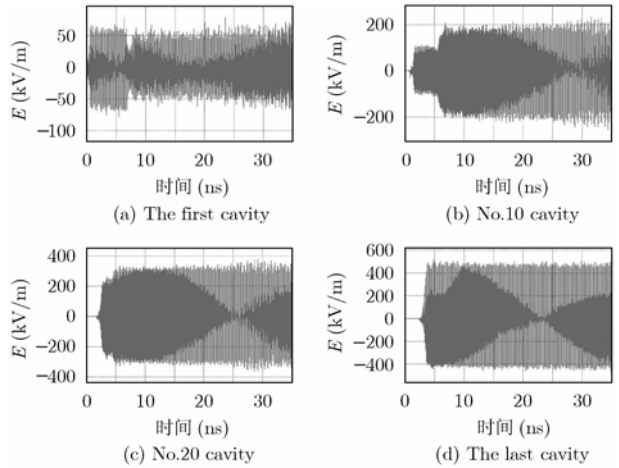 E (kV/m)
50
0
−50
−100
0 10 20 30
时间 (ns)
(a) The first cavity
E (kV/m)
200
0
−200
0 10 20 30
时间 (ns)
(b) No.10 cavity
E (kV/m)
400
200
0
−200
−400
0 10 20 30
时间 (ns)
(c) No.20 cavity
E (kV/m)
600
400
200
0
−200
−400
0 10 20 30
时间 (ns)
(d) The last cavity